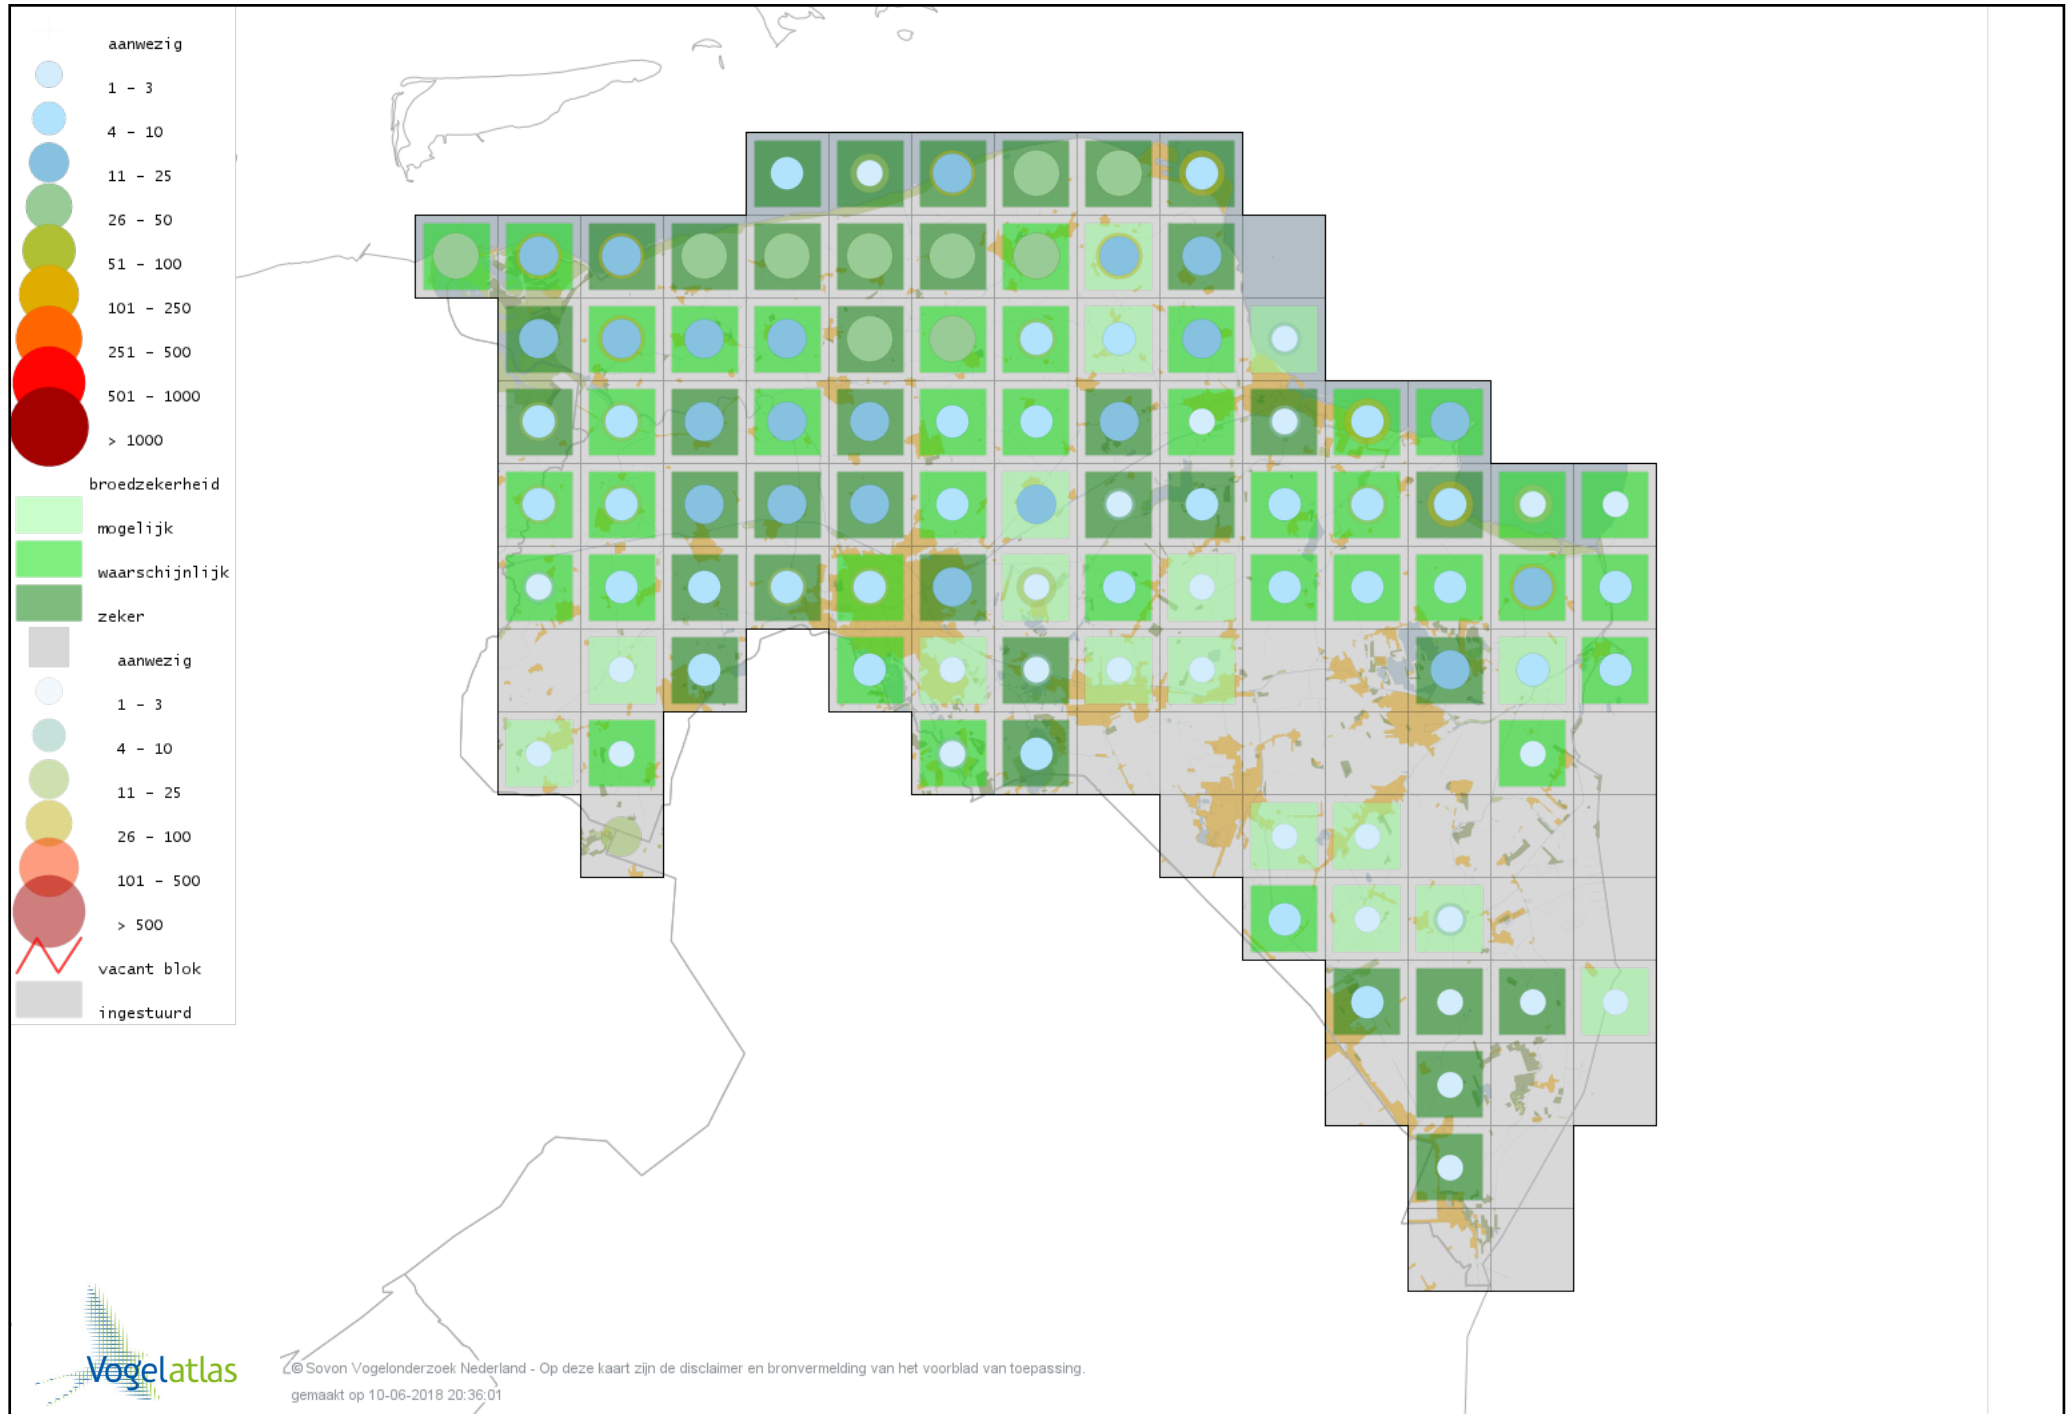 aanwezig
1 - 3
4 - 10
11 - 25
26 - 50
51 - 100
101 - 250
251 - 500
501 - 1000
> 1000
broedzekerheid
mogelijk
waarschijnlijk
zeker
aanwezig
1 - 3
4 - 10
11 - 25
26 - 100
101 - 500
> 500
vacant blok
ingestuurd
Vogelatlas
© Sovon Vogelonderzoek Nederland - Op deze kaart zijn de disclaimer en bronvermelding van het voorblad van toepassing.
gemaakt op 10-06-2018 20:36:01